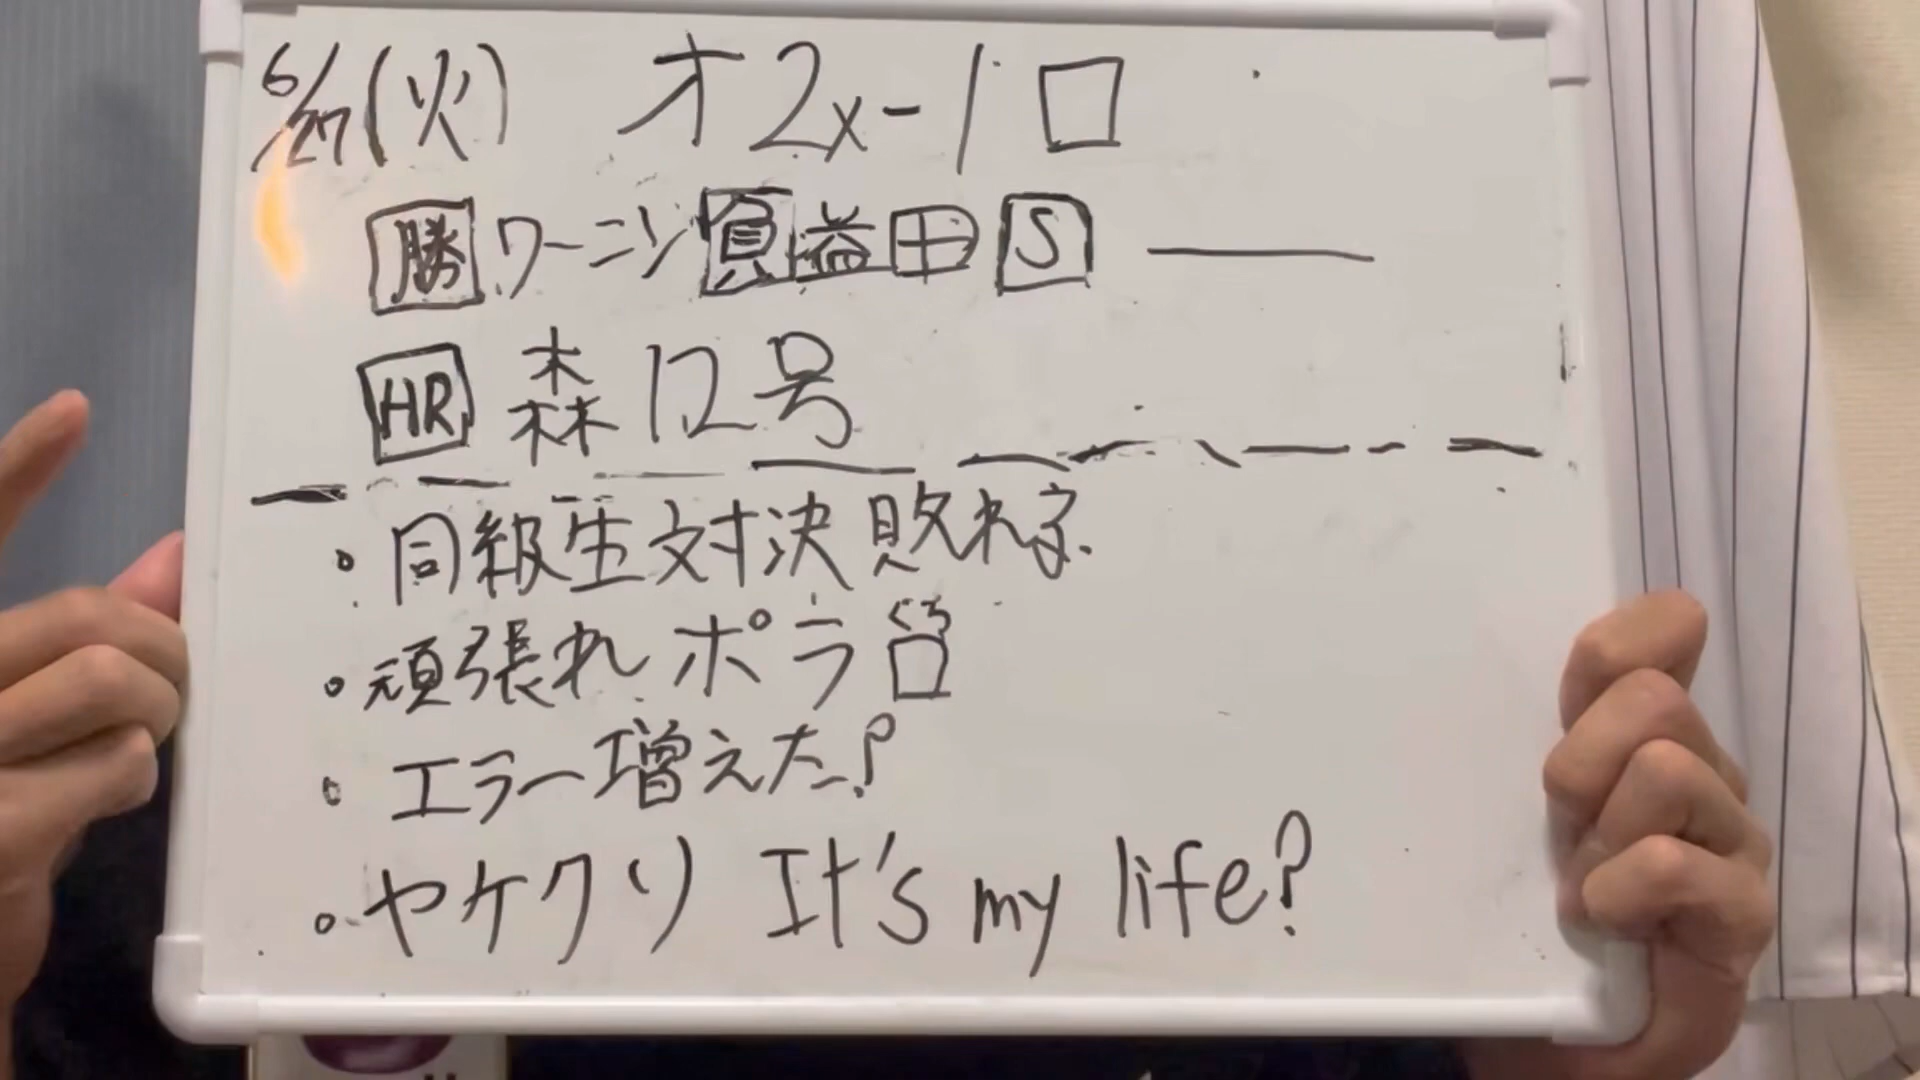 6/27(火) オ2x-1ロ
勝ワーニン負益田S ―
HR 森12号
・同級生対決敗れる、
・頑張れポランコ
・エラー増えた?
・ヤケクソ It's my life?